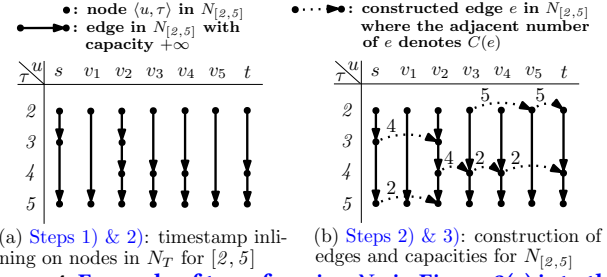 : node ⟨u, τ⟩ in N[2,5]
: edge in N[2,5] with
capacity +∞
: constructed edge e in N[2,5]
where the adjacent number
of e denotes C(e)
τ u s v1 v2 v3 v4 v5 t
2
3
4
5
τ u s v1 v2 v3 v4 v5 t
2 5 5
3 4
4 4 2 2
5 2
(a) Steps 1) & 2): timestamp inli-
ning on nodes in NT for [2, 5]
(b) Steps 2) & 3): construction of
edges and capacities for N[2,5]